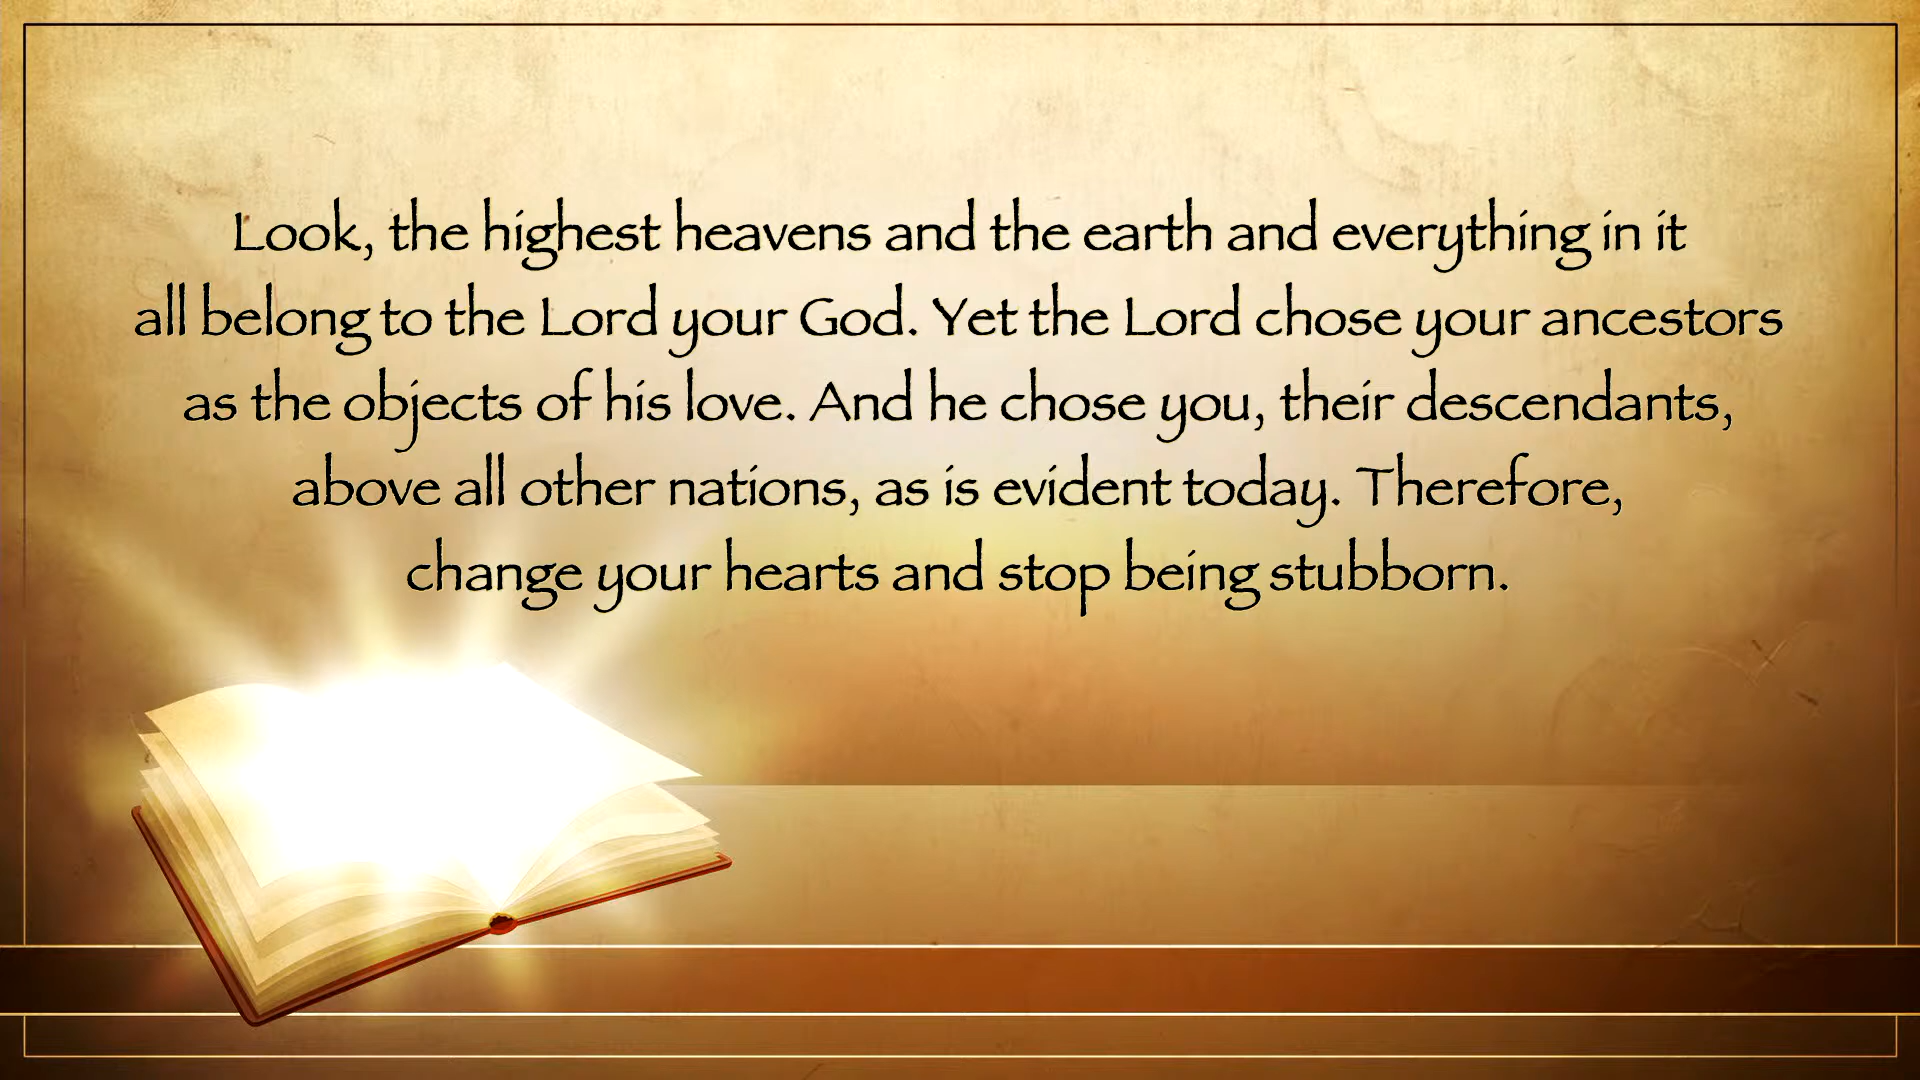 Look, the highest heavens and the earth and everything in it
all belong to the Lord your God. Yet the Lord chose your ancestors
as the objects of his love. And he chose you, their descendants,
above all other nations, as is evident today. Therefore,
change your hearts and stop being stubborn.